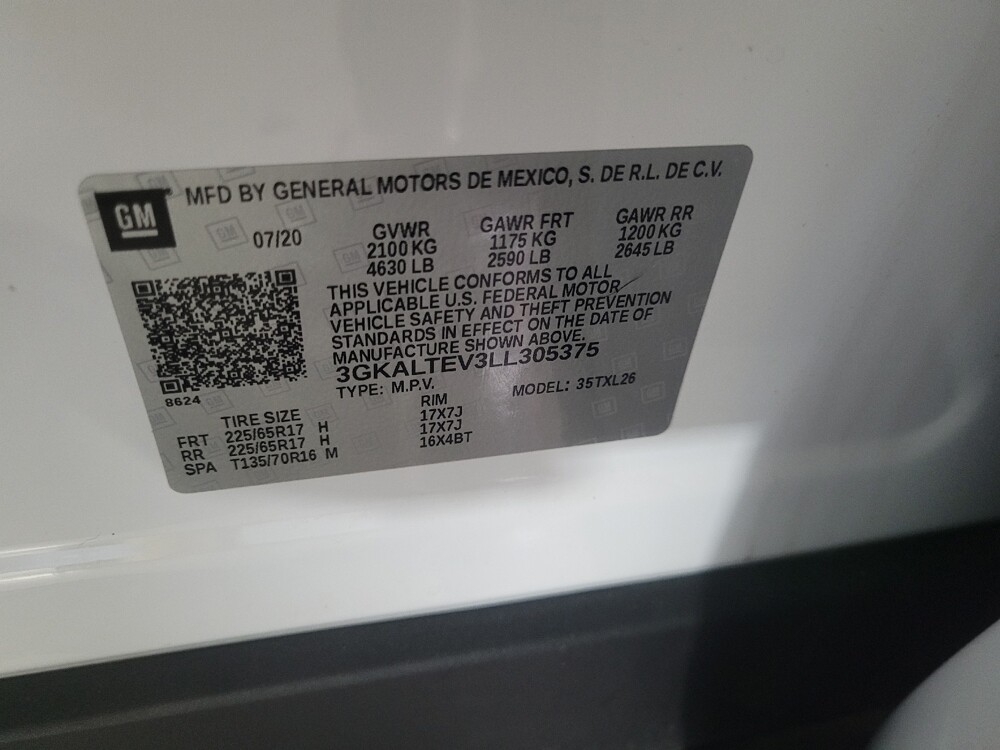 GM
MFD BY GENERAL MOTORS DE MEXICO, S. DE R.L. DE C.V.
07/20
GVWR GAWR FRT GAWR RR
2100 KG 1175 KG 1200 KG
4630 LB 2590 LB 2645 LB
THIS VEHICLE CONFORMS TO ALL
APPLICABLE U.S. FEDERAL MOTOR
VEHICLE SAFETY AND THEFT PREVENTION
STANDARDS IN EFFECT ON THE DATE OF
MANUFACTURE SHOWN ABOVE.
3GKALTEV3LL305375
TYPE: M.P.V. MODEL: 35TXL26
8624
TIRE SIZE RIM
FRT 225/65R17 H 17X7J
RR 225/65R17 H 17X7J
SPA T135/70R16 M 16X4BT